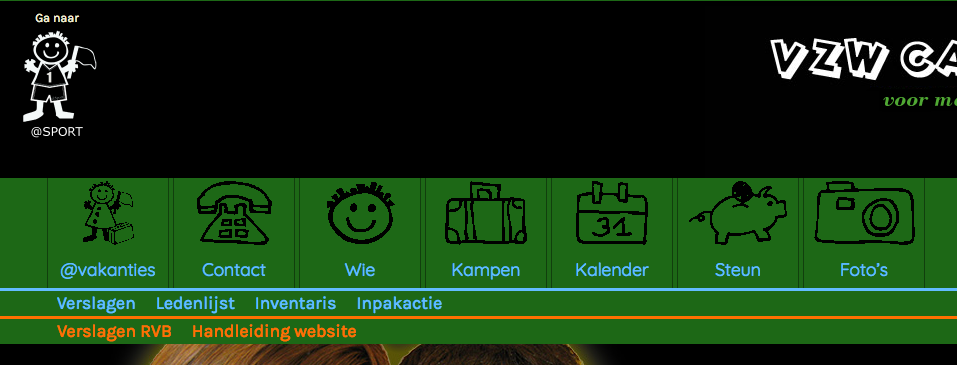 Ga naar
VZW CA
voor m
1
@SPORT
31
@vakanties Contact Wie Kampen Kalender Steun Foto's
Verslagen Ledenlijst Inventaris Inpakactie
Verslagen RVB Handleiding website